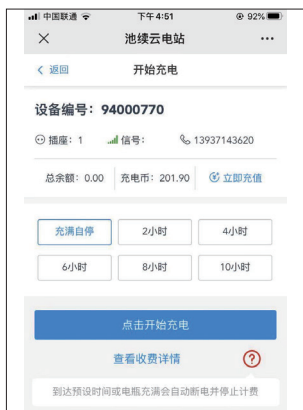 中国联通 下午4:51 92%
池续云电站
返回 开始充电
设备编号：94000770
插座：1 信号： 13937143620
总余额：0.00 充电币：201.90 立即充值
充满自停 2小时 4小时
6小时 8小时 10小时
点击开始充电
查看收费详情 ?
到达预设时间或电瓶充满会自动断电并停止计费